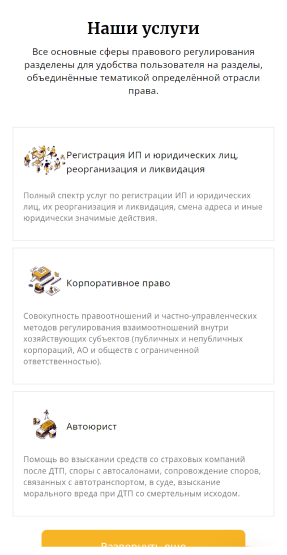 Наши услуги
Все основные сферы правового регулирования
разделены для удобства пользователя на разделы,
объединённые тематикой определённой отрасли
права.
Регистрация ИП и юридических лиц,
реорганизация и ликвидация
Полный спектр услуг по регистрации ИП и юридических
лиц, их реорганизация и ликвидация, смена адреса и иные
юридически значимые действия.
Корпоративное право
Совокупность правоотношений и частно-управленческих
методов регулирования взаимоотношений внутри
хозяйствующих субъектов (публичных и непубличных
корпораций, АО и обществ с ограниченной
ответственностью).
Автоюрист
Помощь во взыскании средств со страховых компаний
после ДТП, споры с автосалонами, сопровождение споров,
связанных с автотранспортом, в суде, взыскание
морального вреда при ДТП со смертельным исходом.
Развернуть еще